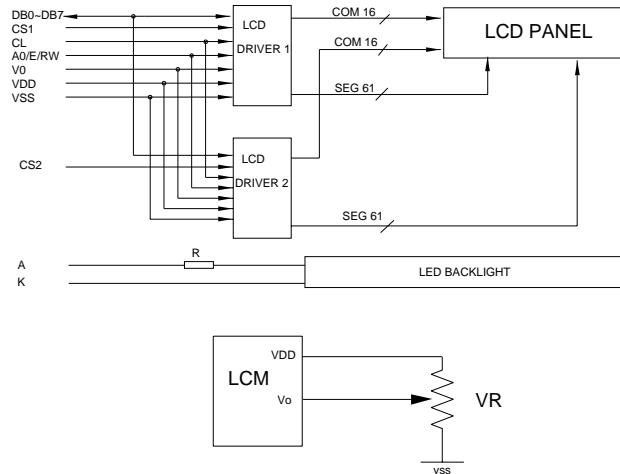 DB0~DB7
CS1
CL
A0/E/RW
V0
VDD
VSS
LCD
DRIVER 1
COM 16
COM 16
SEG 61
LCD PANEL
CS2
LCD
DRIVER 2
SEG 61
A
R
K
LED BACKLIGHT
LCM
VDD
Vo
VR
vss